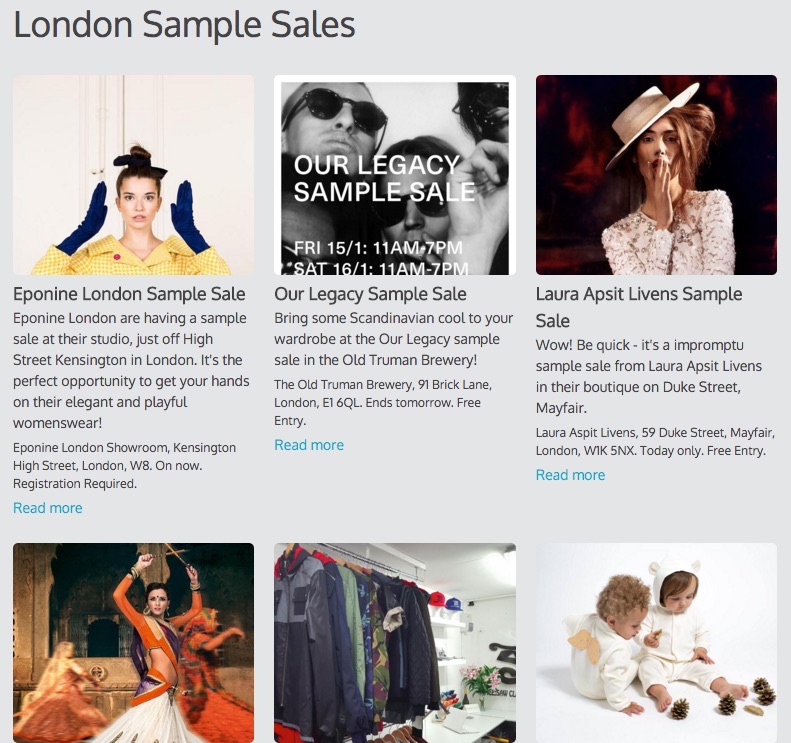 London Sample Sales
OUR LEGACY
SAMPLE SALE
FRI 15/1: 11AM-7PM
SAT 16/1: 11AM-7PM
Eponine London Sample Sale
Eponine London are having a sample
sale at their studio, just off High
Street Kensington in London. It's the
perfect opportunity to get your hands
on their elegant and playful
womenswear!
Eponine London Showroom, Kensington
High Street, London, W8. On now.
Registration Required.
Read more
Our Legacy Sample Sale
Bring some Scandinavian cool to your
wardrobe at the Our Legacy sample
sale in the Old Truman Brewery!
The Old Truman Brewery, 91 Brick Lane,
London, E1 6QL. Ends tomorrow. Free
Entry.
Read more
Laura Apsit Livens Sample
Sale
Wow! Be quick - it's a impromptu
sample sale from Laura Apsit Livens
in their boutique on Duke Street,
Mayfair.
Laura Aspit Livens, 59 Duke Street, Mayfair,
London, W1K 5NX. Today only. Free Entry.
Read more